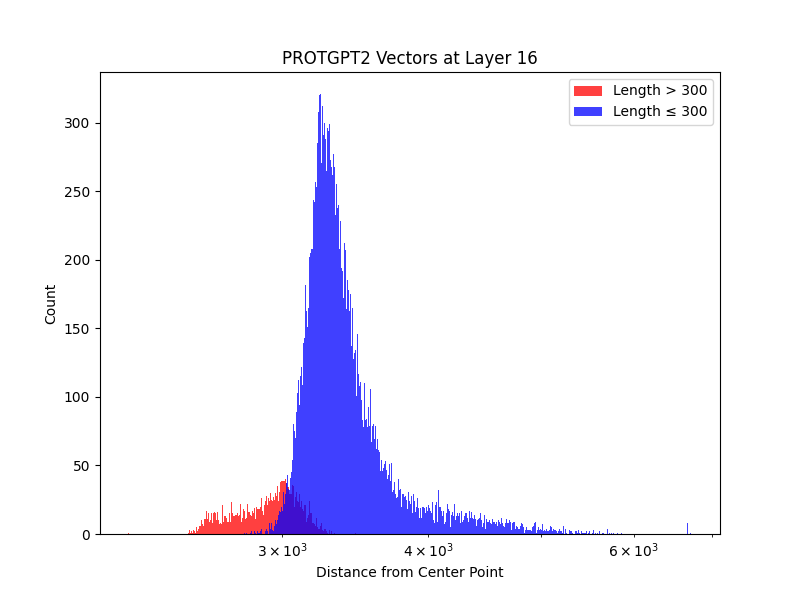 PROTGPT2 Vectors at Layer 16
Length > 300
Length ≤ 300
Count
300
250
200
150
100
50
0
3 × 10³
4 × 10³
6 × 10³
Distance from Center Point